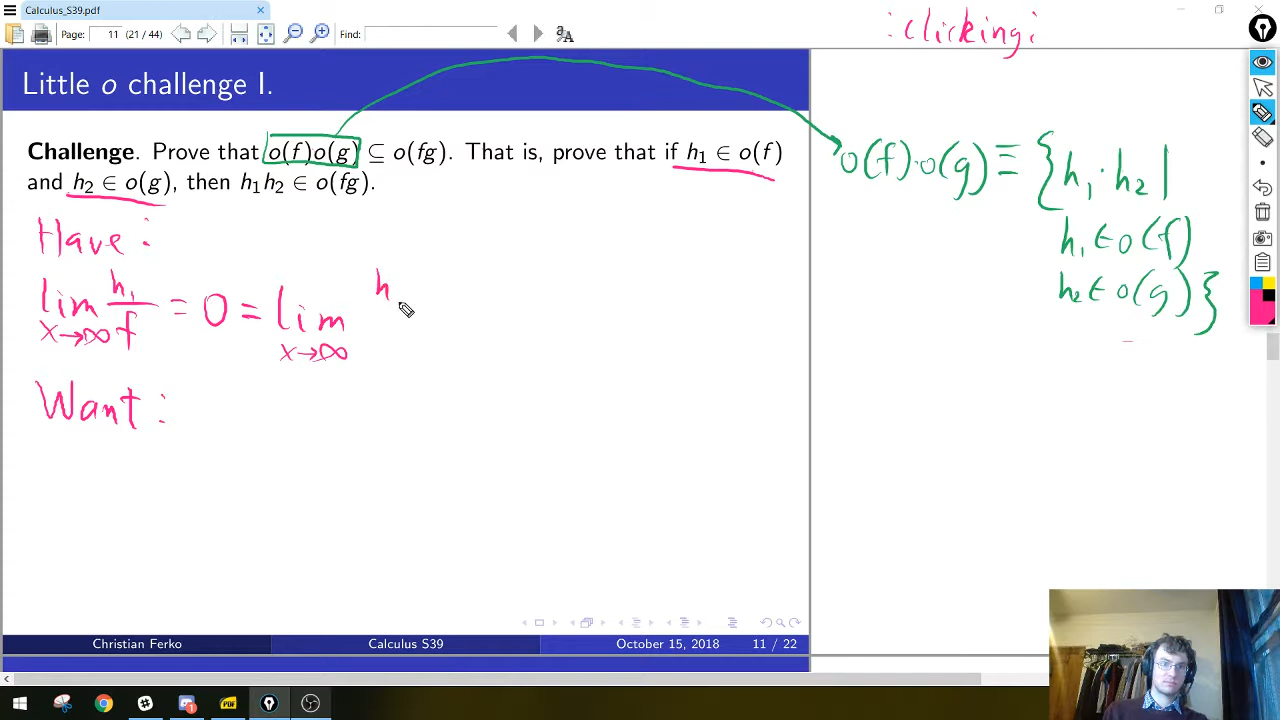 Calculus_S39.pdf
Page: 11 (21 / 44) Find:
¡clicking!
Little o challenge I.
Challenge. Prove that o(f)o(g) ⊆ o(fg). That is, prove that if h₁ ∈ o(f)
and h₂ ∈ o(g), then h₁h₂ ∈ o(fg).
o(f)·o(g) ≡ {h₁·h₂ |
h₁ ∈ o(f)
h₂ ∈ o(g)}
Have:
lim x→∞ h₁/f = 0 = lim x→∞ h
Want:
Christian Ferko Calculus S39 October 15, 2018 11 / 22